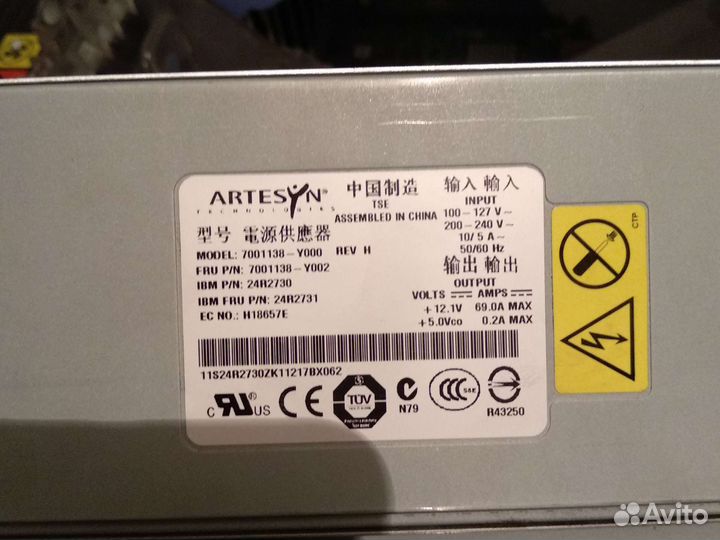 ARTESYN®
TECHNOLOGIES
型号 電源供應器
MODEL: 7001138-Y000 REV H
FRU P/N: 7001138-Y002
IBM P/N: 24R2730
IBM FRU P/N: 24R2731
EC NO.: H18657E
中国制造
TSE
ASSEMBLED IN CHINA
输入 輸入
INPUT
100-127 V~
200-240 V~
10/5 A~
50/60 Hz
输出 輸出
OUTPUT
VOLTS AMPS
+12.1V 69.0A MAX
+5.0Vco 0.2A MAX
11S24R2730ZK11217BX062
C RU US CE TÜV N79 CCC S&E R43250
CTP
Avito